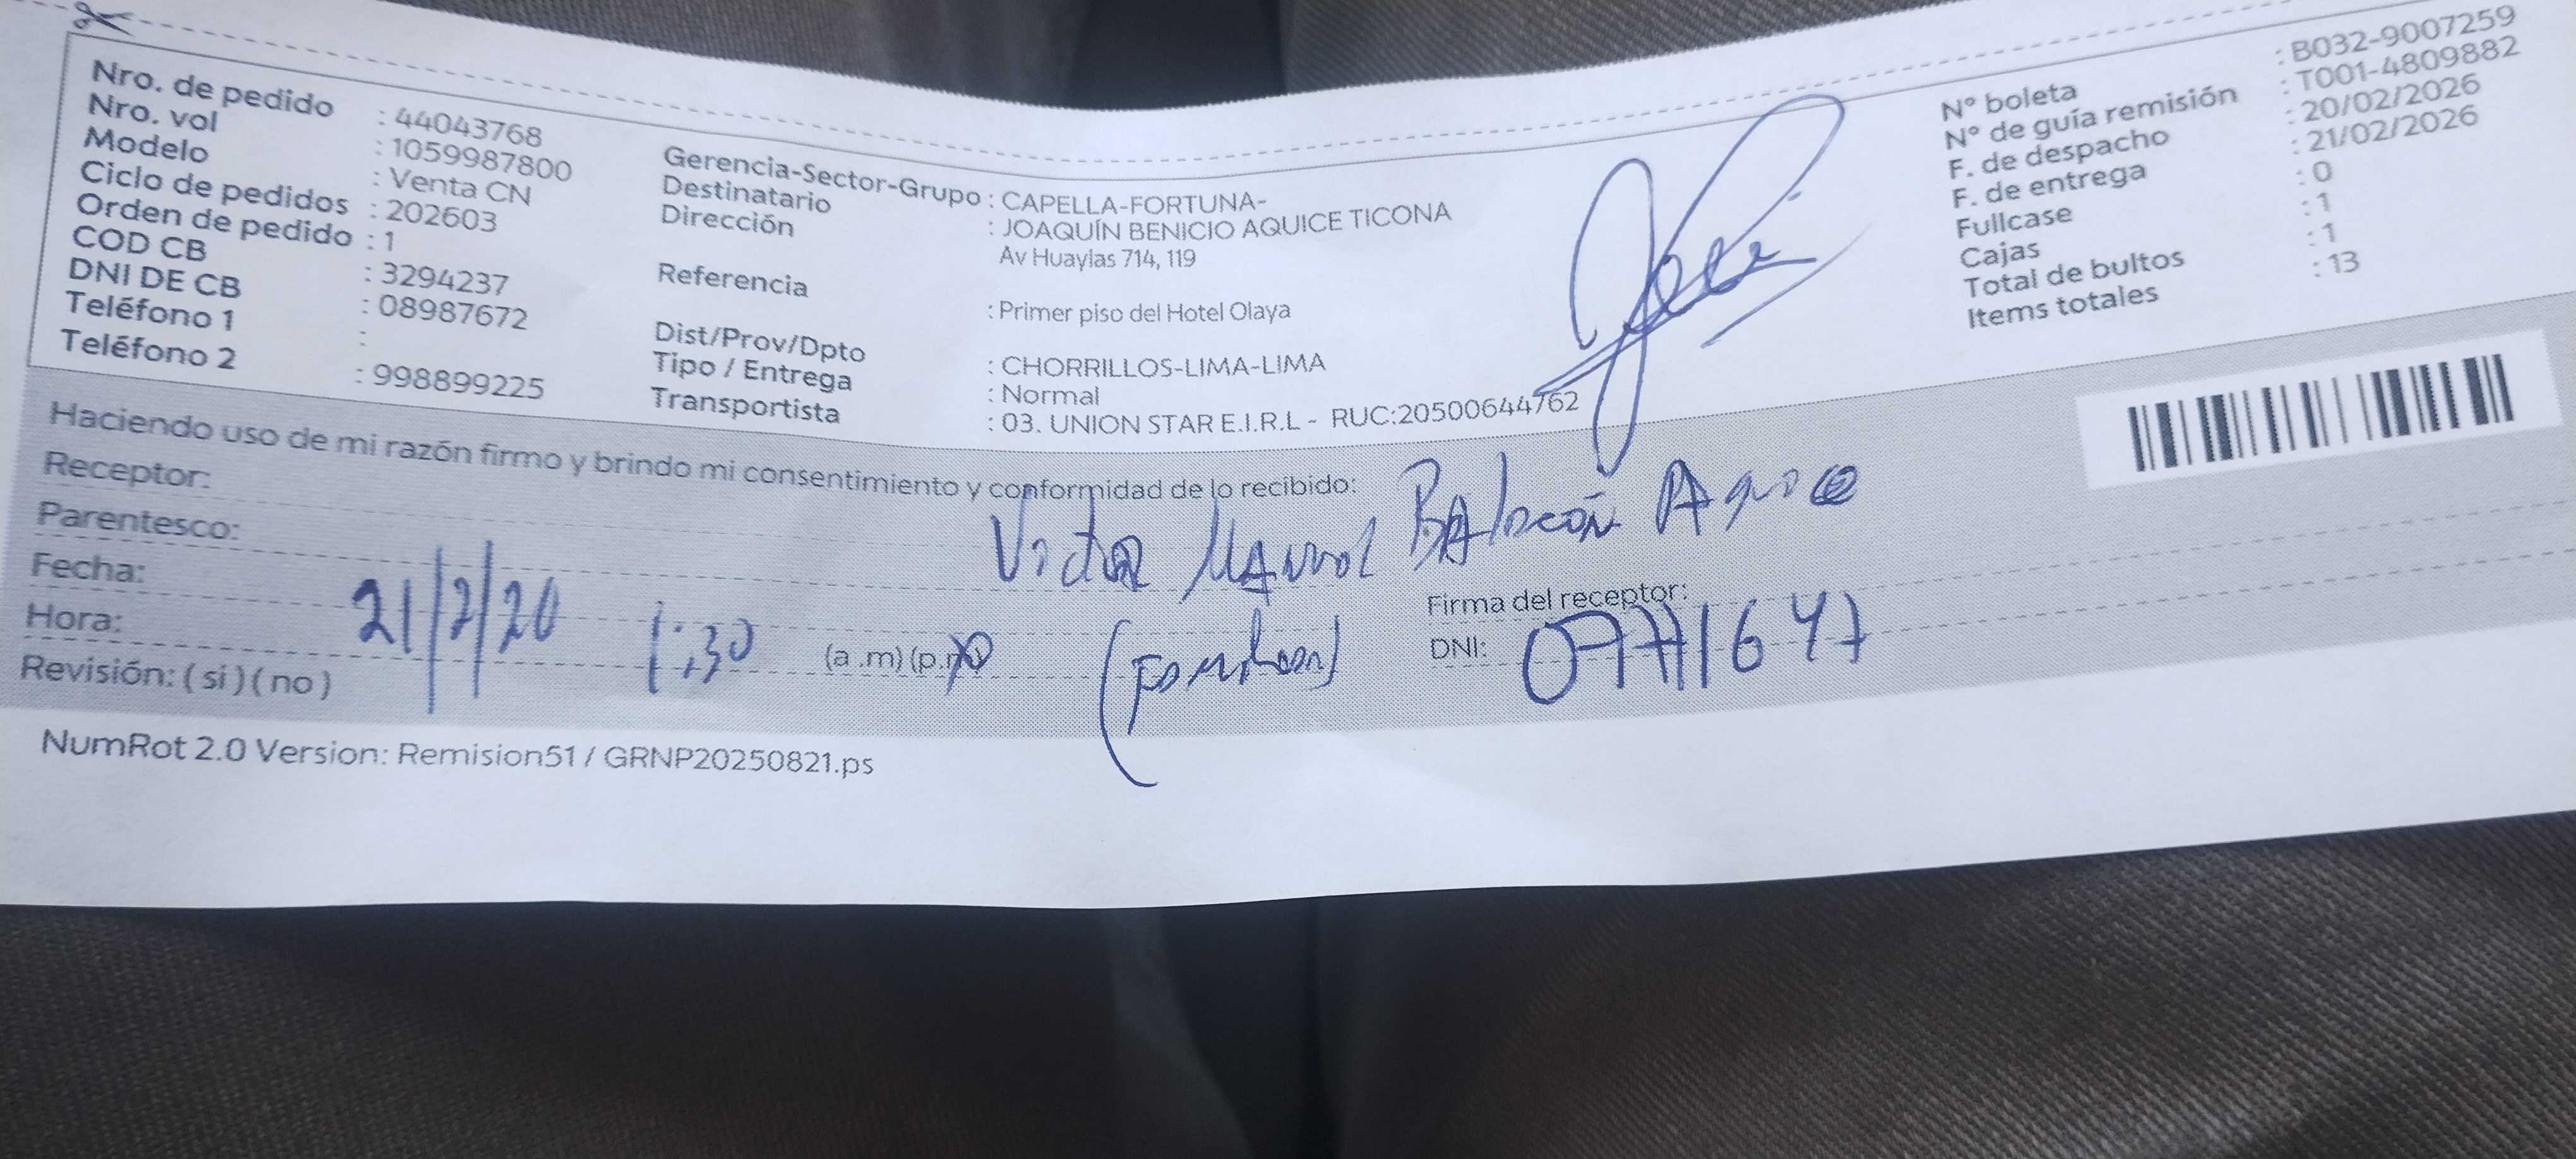 Nro. de pedido : 44043768
Nro. vol : 1059987800
Modelo : Venta CN
Ciclo de pedidos : 202603
Orden de pedido : 1
COD CB : 3294237
DNI DE CB : 08987672
Teléfono 1 :
Teléfono 2 : 998899225
Gerencia-Sector-Grupo : CAPELLA-FORTUNA-
Destinatario : JOAQUÍN BENICIO AQUICE TICONA
Dirección Av Huaylas 714, 119
Referencia : Primer piso del Hotel Olaya
Dist/Prov/Dpto : CHORRILLOS-LIMA-LIMA
Tipo / Entrega : Normal
Transportista : 03. UNION STAR E.I.R.L - RUC:20500644762
N° boleta : B032-9007259
N° de guía remisión : T001-4809882
F. de despacho : 20/02/2026
F. de entrega : 21/02/2026
Fullcase : 0
Cajas : 1
Total de bultos : 1
Items totales : 13
Haciendo uso de mi razón firmo y brindo mi consentimiento y conformidad de lo recibido:
Receptor: Victor
Parentesco:
Fecha: 21/2/20
Hora: 1:30 (a.m) (p.m)
Revisión: ( si ) ( no )
Firma del receptor:
DNI:
NumRot 2.0 Version: Remision51 / GRNP20250821.ps